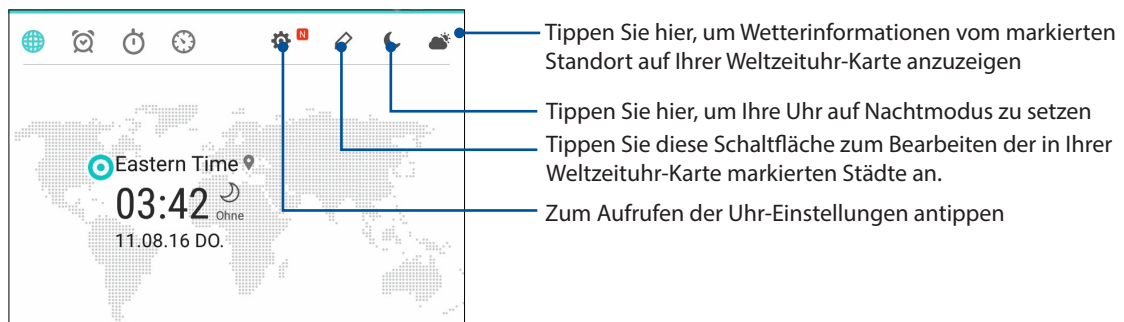 N
Tippen Sie hier, um Wetterinformationen vom markierten
Standort auf Ihrer Weltzeituhr-Karte anzuzeigen
Tippen Sie hier, um Ihre Uhr auf Nachtmodus zu setzen
Tippen Sie diese Schaltfläche zum Bearbeiten der in Ihrer
Weltzeituhr-Karte markierten Städte an.
Zum Aufrufen der Uhr-Einstellungen antippen
Eastern Time
03:42
Ohne
11.08.16 DO.